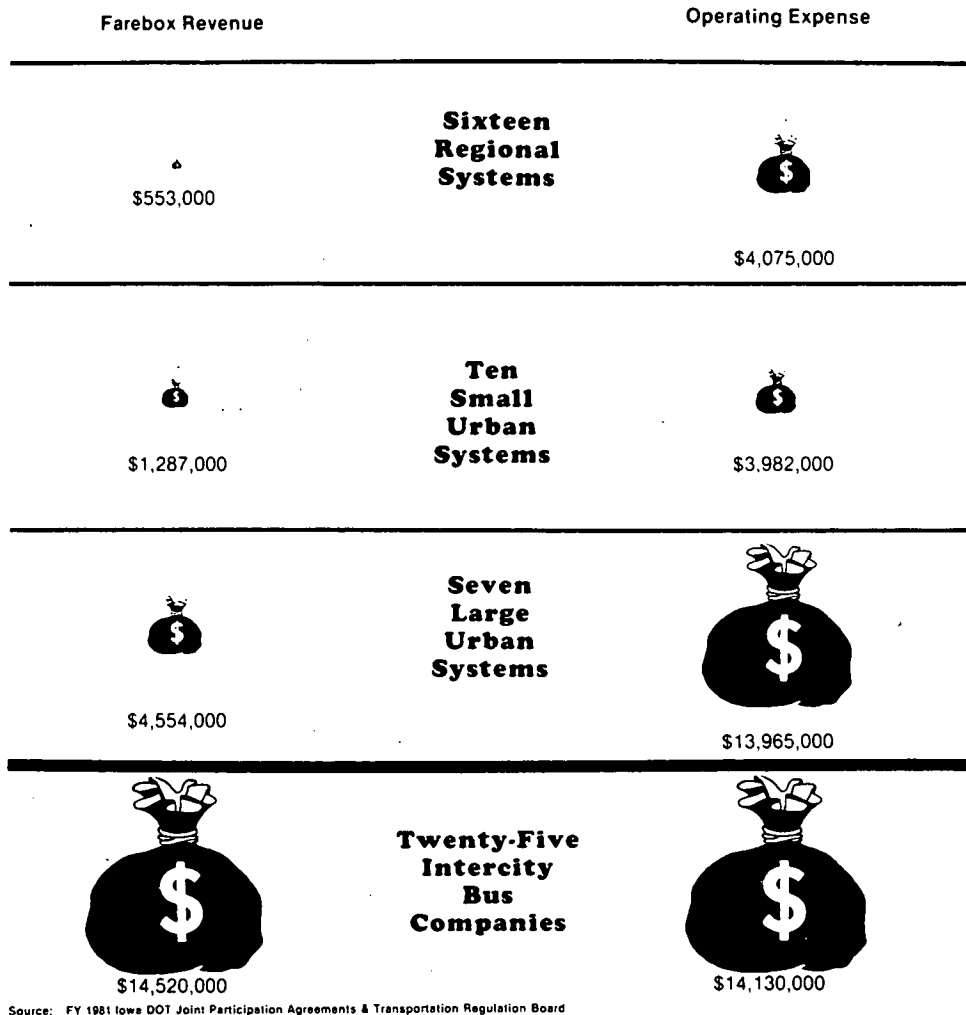 Farebox Revenue
Operating Expense
Sixteen
Regional
Systems
$
$553,000
$4,075,000
Ten
Small
Urban
Systems
$
$
$1,287,000
$3,982,000
Seven
Large
Urban
Systems
$
$
$4,554,000
$13,965,000
Twenty-Five
Intercity
Bus
Companies
$
$
$14,520,000
$14,130,000
Source: FY 1981 Iowa DOT Joint Participation Agreements & Transportation Regulation Board